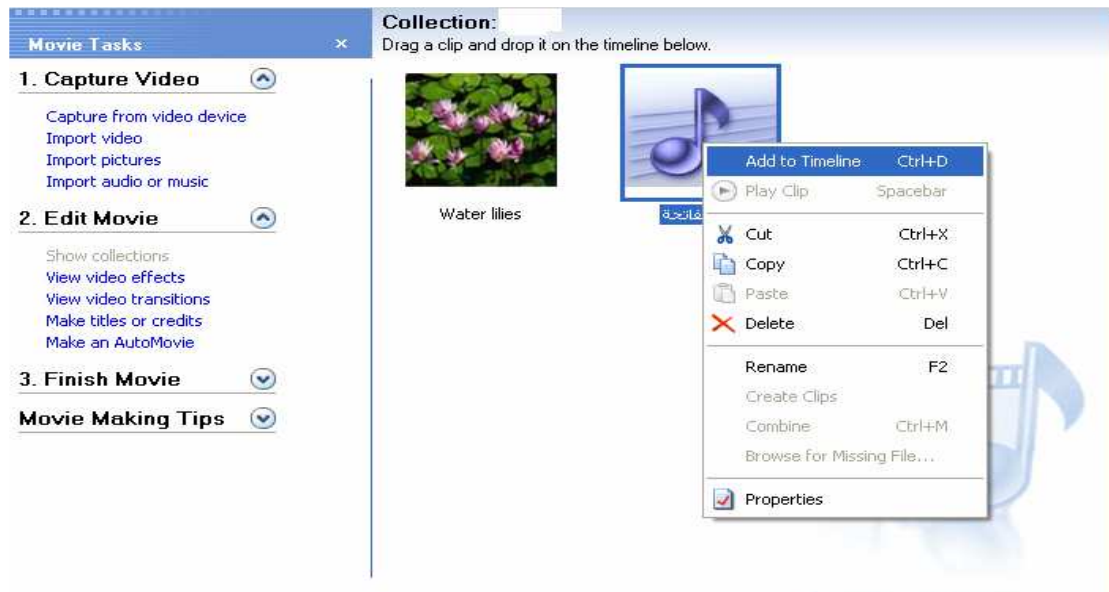 Movie Tasks
1. Capture Video
Capture from video device
Import video
Import pictures
Import audio or music
2. Edit Movie
Show collections
View video effects
View video transitions
Make titles or credits
Make an AutoMovie
3. Finish Movie
Movie Making Tips
Collection:
Drag a clip and drop it on the timeline below.
Water lilies
Add to Timeline Ctrl+D
Play Clip Spacebar
Cut Ctrl+X
Copy Ctrl+C
Paste Ctrl+V
Delete Del
Rename F2
Create Clips
Combine Ctrl+M
Browse for Missing File...
Properties